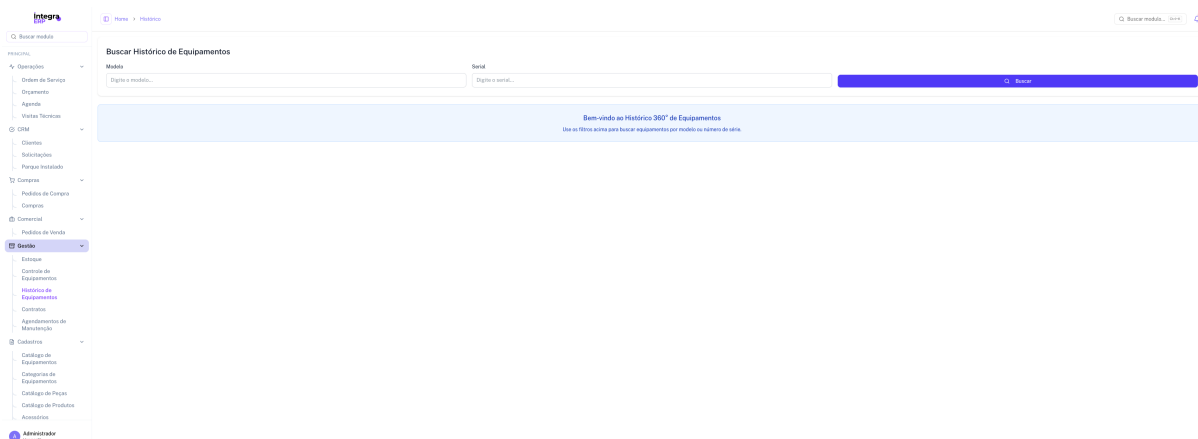 integra
ERP
Buscar modulo
PRINCIPAL
Operações
Ordem de Serviço
Orçamento
Agenda
Visitas Técnicas
CRM
Clientes
Solicitações
Parque Instalado
Compras
Pedidos de Compra
Compras
Comercial
Pedidos de Venda
Gestão
Estoque
Controle de
Equipamentos
Histórico de
Equipamentos
Contratos
Agendamentos de
Manutenção
Cadastros
Catálogo de
Equipamentos
Categorias de
Equipamentos
Catálogo de Peças
Catálogo de Produtos
Acessórios
A
Administrador
Home > Histórico
Buscar modulo...
Buscar Histórico de Equipamentos
Modelo
Digite o modelo...
Serial
Digite o serial...
Buscar
Bem-vindo ao Histórico 360° de Equipamentos
Use os filtros acima para buscar equipamentos por modelo ou número de série.